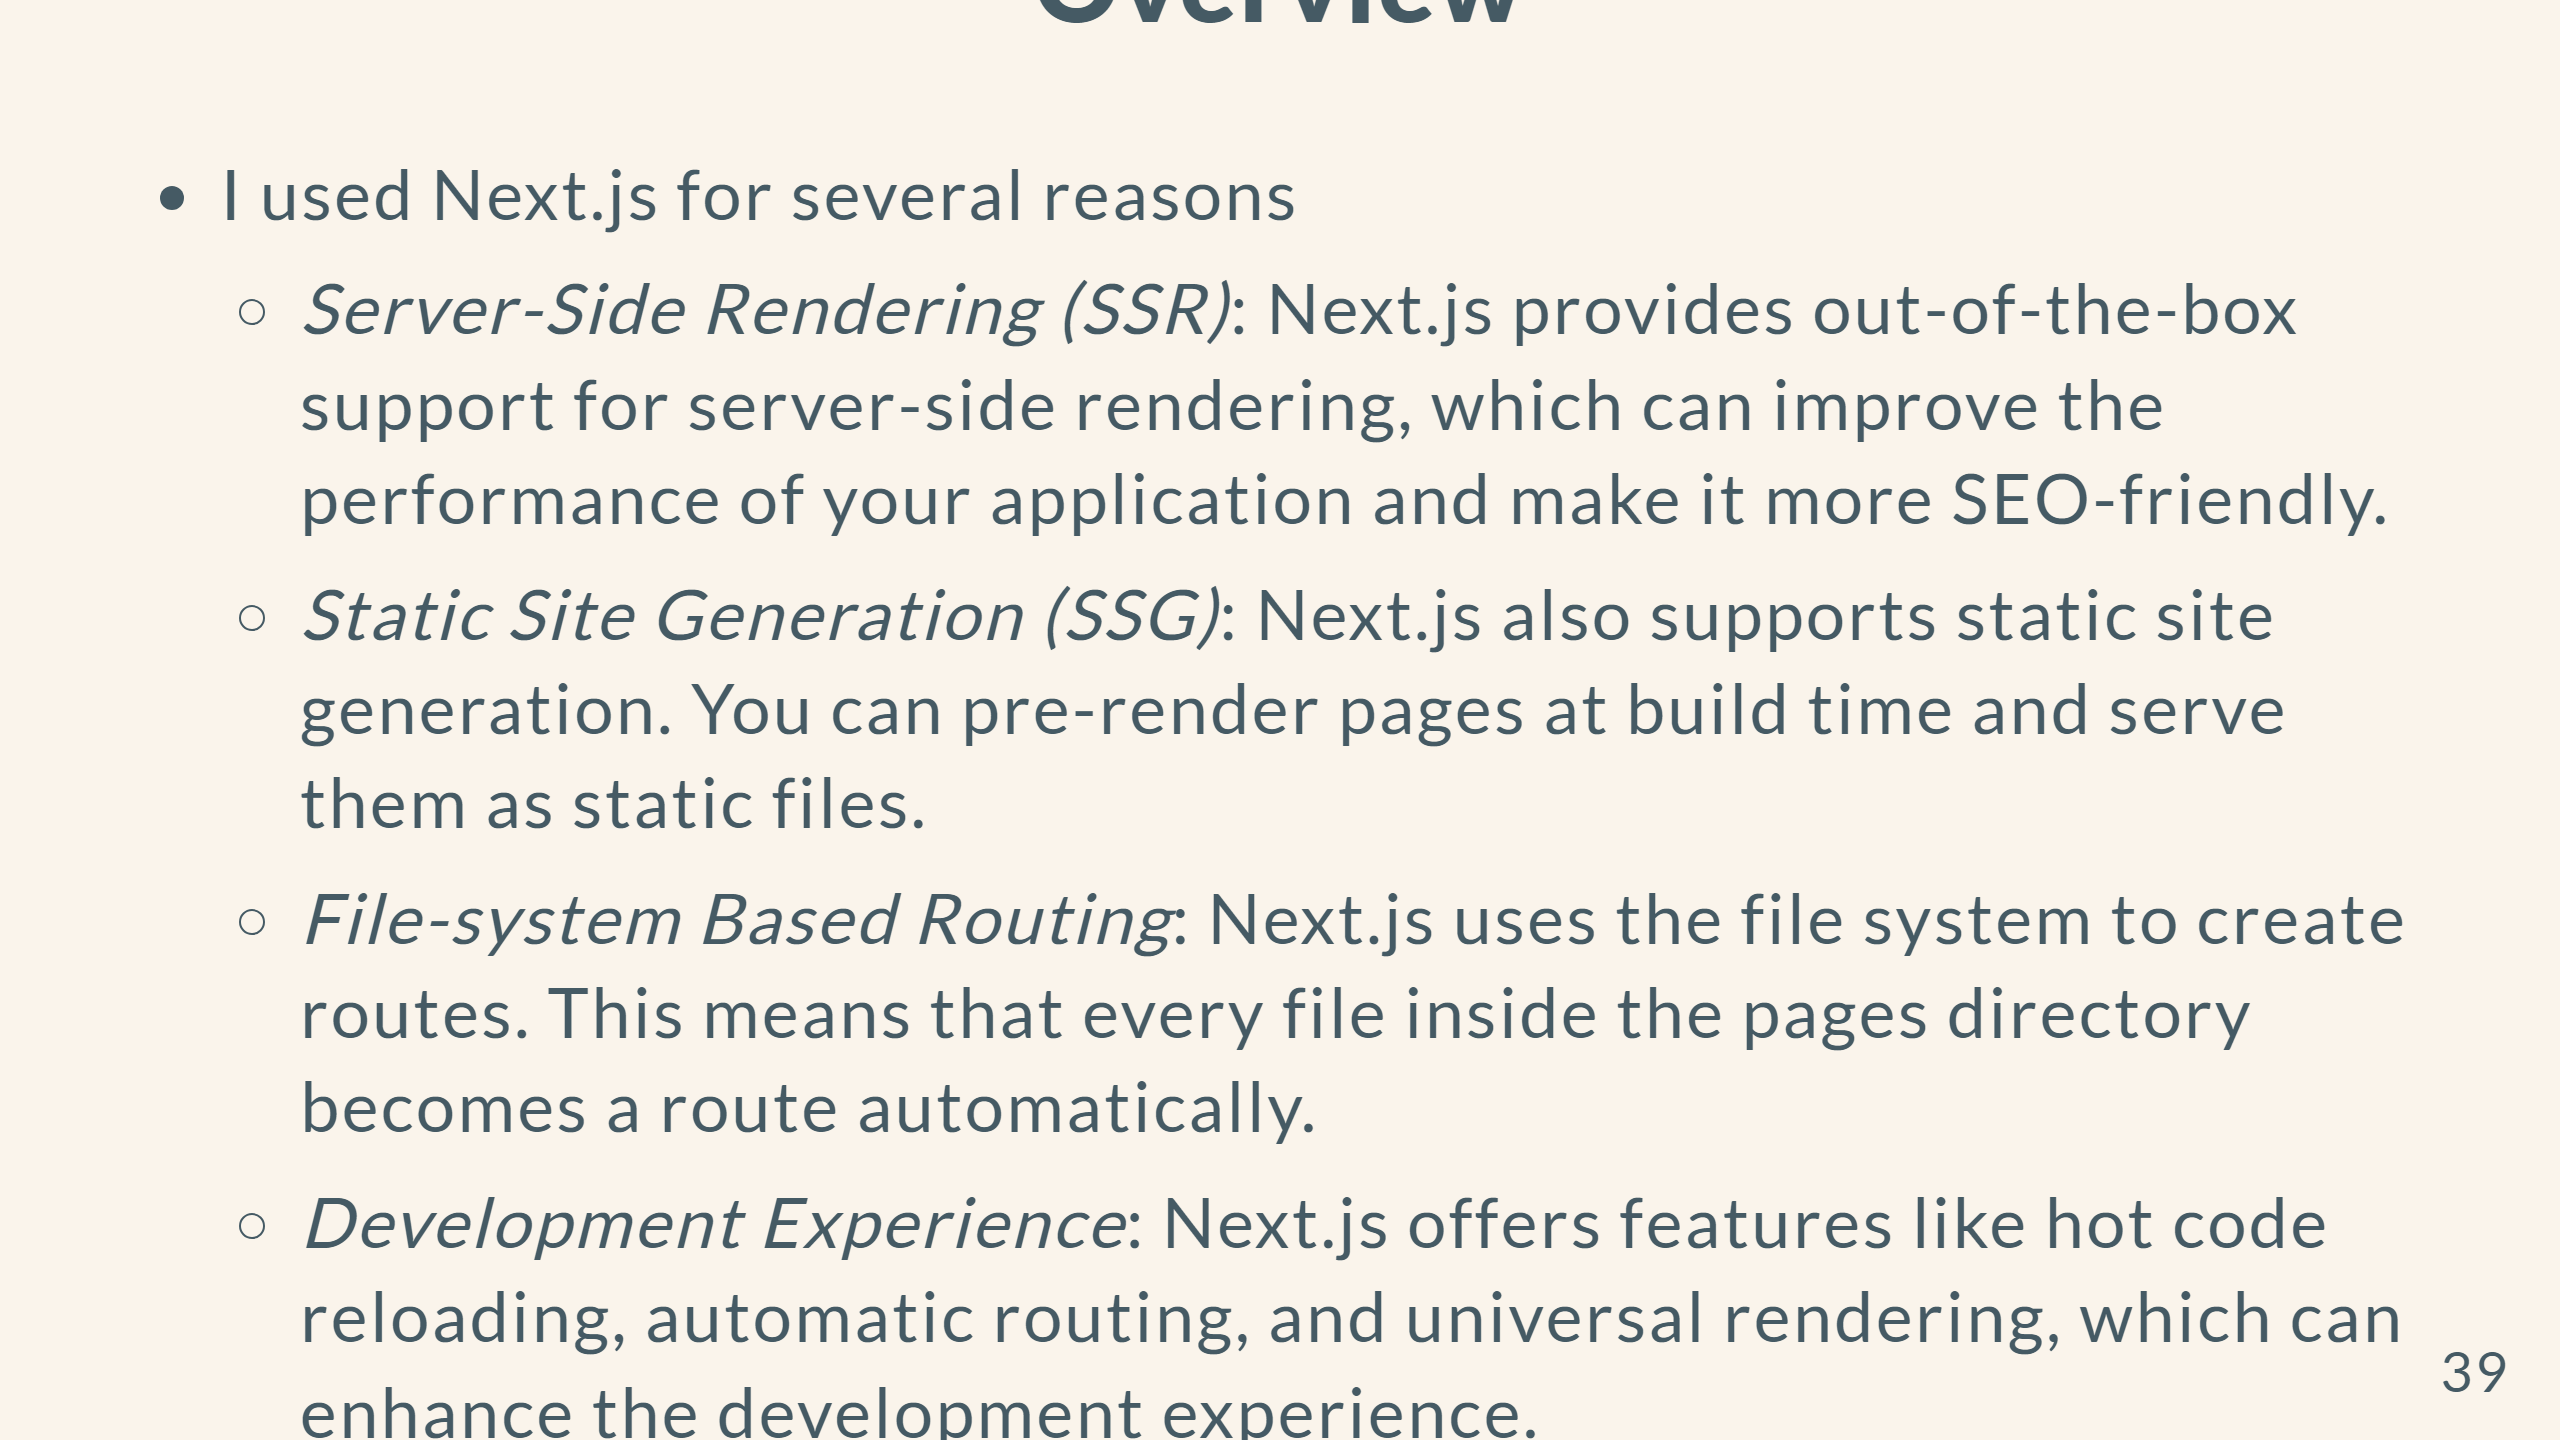 Overview
I used Next.js for several reasons
Server-Side Rendering (SSR): Next.js provides out-of-the-box
support for server-side rendering, which can improve the
performance of your application and make it more SEO-friendly.
Static Site Generation (SSG): Next.js also supports static site
generation. You can pre-render pages at build time and serve
them as static files.
File-system Based Routing: Next.js uses the file system to create
routes. This means that every file inside the pages directory
becomes a route automatically.
Development Experience: Next.js offers features like hot code
reloading, automatic routing, and universal rendering, which can
enhance the development experience.
39